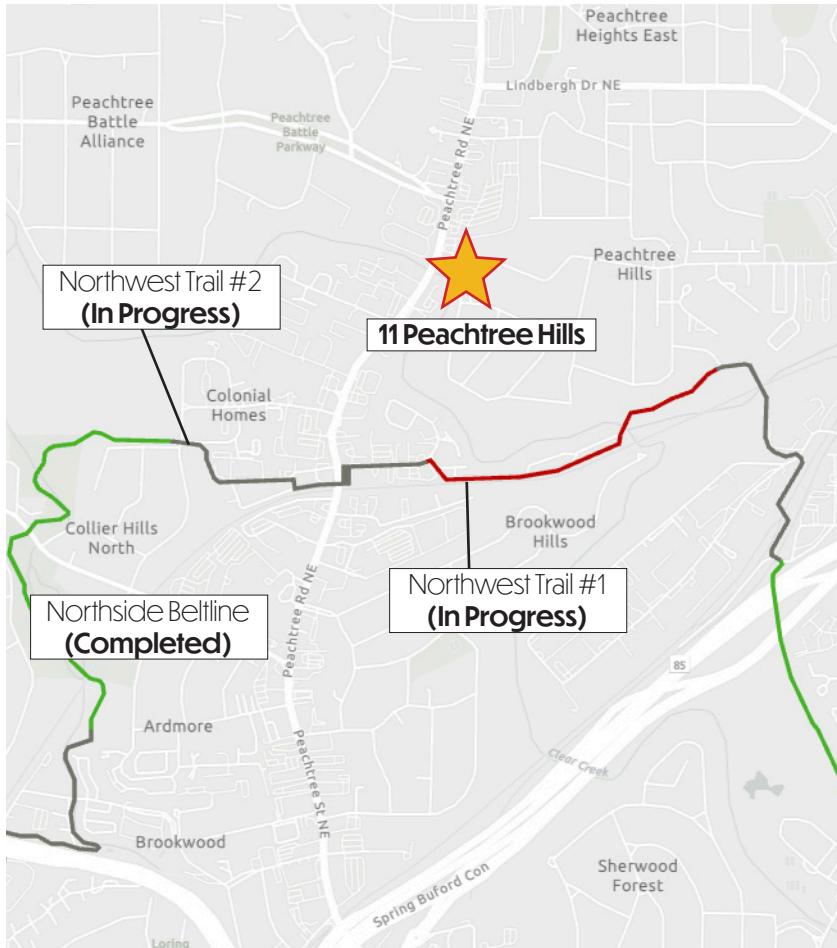 Peachtree
Heights East
Lindbergh Dr NE
Peachtree
Battle
Alliance
Peachtree
Battle
Parkway
Peachtree Rd NE
Peachtree
Hills
Northwest Trail #2
(In Progress)
11 Peachtree Hills
Colonial
Homes
Collier Hills
North
Brookwood
Hills
Northwest Trail #1
(In Progress)
Northside Beltline
(Completed)
Peachtree Rd NE
85
Ardmore
Clear Creek
Peachtree St NE
Brookwood
Sherwood
Forest
Spring Buford Con
Loring